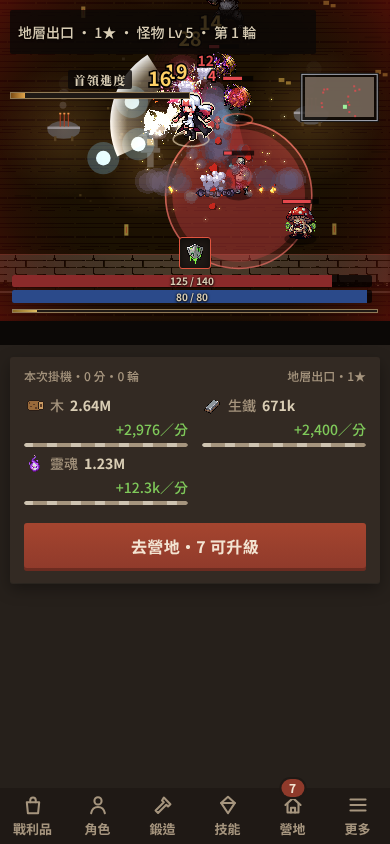 14
地層出口 • 1★ • 怪物 Lv 5 • 第 1 輪
28
12
首領進度
16
19
4
125 / 140
80 / 80
本次掛機・0 分・0 輪
地層出口・1★
木 2.64M
生鐵 671k
+2,976／分
+2,400／分
靈魂 1.23M
+12.3k／分
去營地・7 可升級
7
戰利品
角色
鍛造
技能
營地
更多